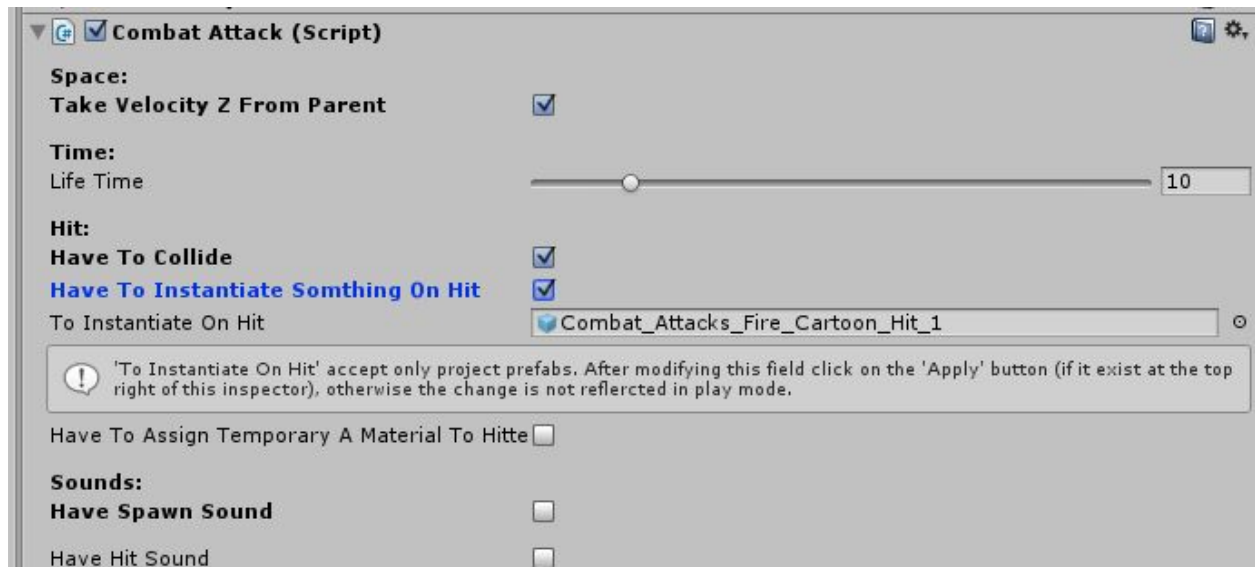 Combat Attack (Script)
Space:
Take Velocity Z From Parent
Time:
Life Time 10
Hit:
Have To Collide
Have To Instantiate Somthing On Hit
To Instantiate On Hit Combat_Attacks_Fire_Cartoon_Hit_1
'To Instantiate On Hit' accept only project prefabs. After modifying this field click on the 'Apply' button (if it exist at the top
right of this inspector), otherwise the change is not reflercted in play mode.
Have To Assign Temporary A Material To Hitte
Sounds:
Have Spawn Sound
Have Hit Sound